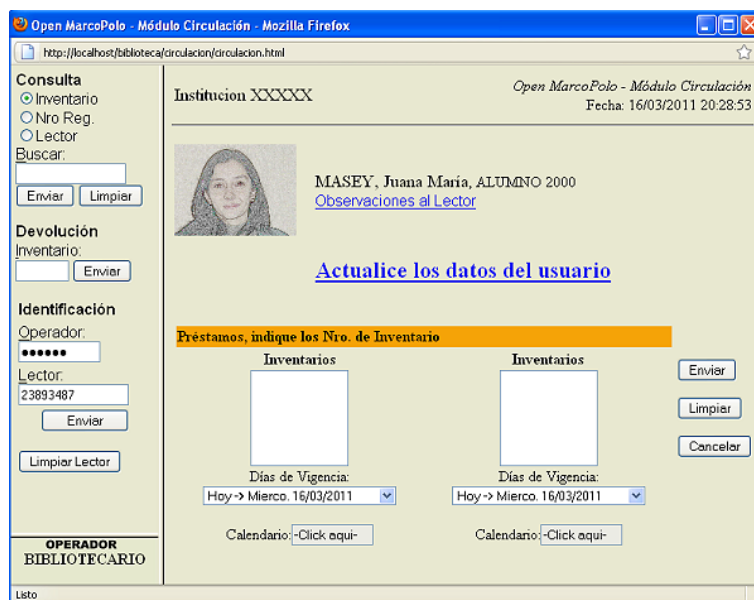 Open MarcoPolo - Módulo Circulación - Mozilla Firefox
http://localhost/biblioteca/circulacion/circulacion.html
Consulta
Inventario
Nro Reg.
Lector
Buscar:
Enviar Limpiar
Devolución
Inventario:
Enviar
Identificación
Operador:
••••••
Lector:
23893487
Enviar
Limpiar Lector
OPERADOR
BIBLIOTECARIO
Institucion XXXXX
Open MarcoPolo - Módulo Circulación
Fecha: 16/03/2011 20:28:53
MASEY, Juana María, ALUMNO 2000
Observaciones al Lector
Actualice los datos del usuario
Préstamos, indique los Nro. de Inventario
Inventarios Inventarios
Enviar
Limpiar
Cancelar
Días de Vigencia: Días de Vigencia:
Hoy -> Mierco. 16/03/2011 Hoy -> Mierco. 16/03/2011
Calendario: -Click aqui- Calendario: -Click aqui-
Listo